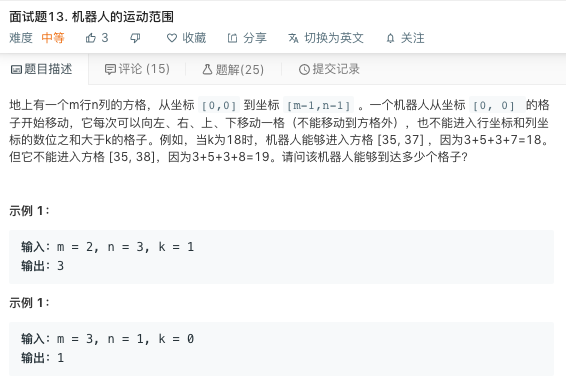 面试题13. 机器人的运动范围
难度 中等 3 收藏 分享 切换为英文 关注
题目描述 评论 (15) 题解(25) 提交记录
地上有一个m行n列的方格，从坐标 [0,0] 到坐标 [m-1,n-1] 。一个机器人从坐标 [0, 0] 的格
子开始移动，它每次可以向左、右、上、下移动一格（不能移动到方格外），也不能进入行坐标和列坐
标的数位之和大于k的格子。例如，当k为18时，机器人能够进入方格 [35, 37] ，因为3+5+3+7=18。
但它不能进入方格 [35, 38]，因为3+5+3+8=19。请问该机器人能够到达多少个格子？
示例 1：
输入：m = 2, n = 3, k = 1
输出：3
示例 1：
输入：m = 3, n = 1, k = 0
输出：1